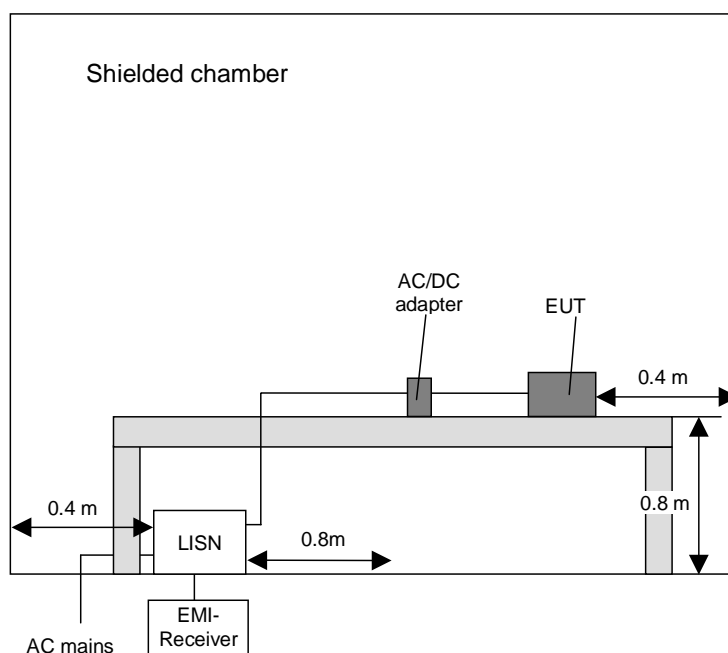 Shielded chamber
AC/DC
adapter
EUT
0.4 m
0.4 m
0.8 m
LISN
0.8m
EMI-
Receiver
AC mains